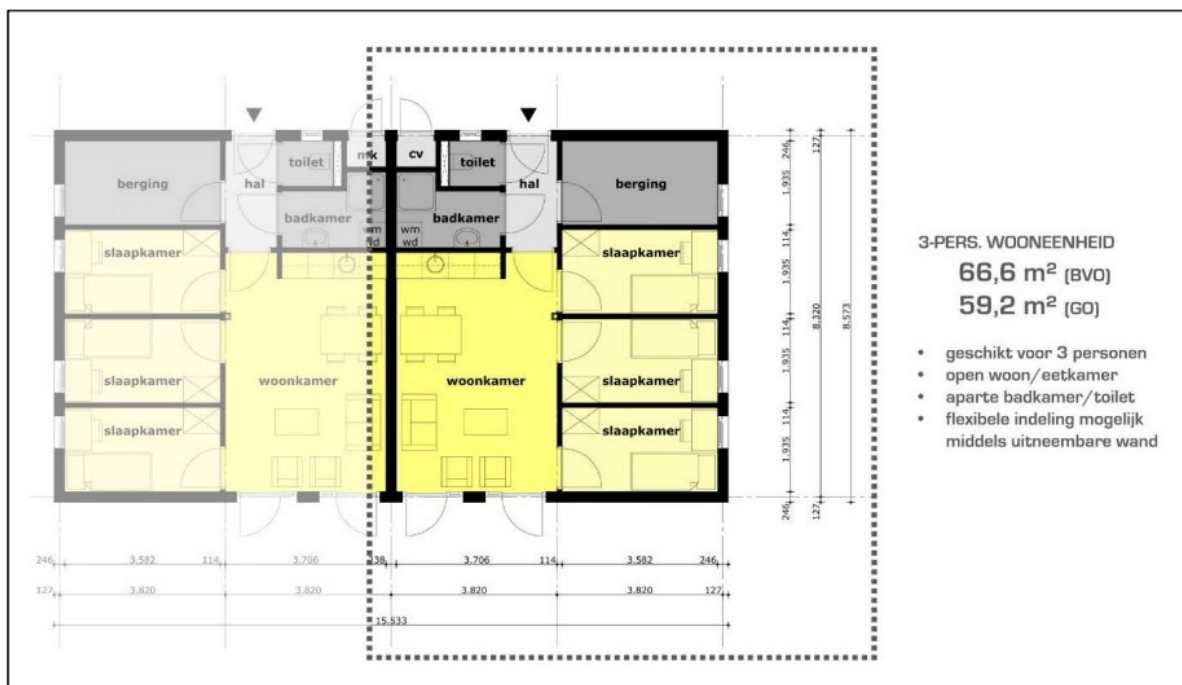 mk
cv
toilet
toilet
berging
hal
hal
berging
badkamer
badkamer
wm
wd
wm
wd
slaapkamer
slaapkamer
slaapkamer
slaapkamer
woonkamer
woonkamer
slaapkamer
slaapkamer
246
1.935
114
1.935
114
1.935
114
1.935
246
127
8.320
127
8.573
246
3.582
114
3.706
238
3.706
114
3.582
246
127
3.820
3.820
3.820
3.820
127
15.533
3-PERS. WOONEENHEID
66,6 m² (BVO)
59,2 m² (GO)
• geschikt voor 3 personen
• open woon/eetkamer
• aparte badkamer/toilet
• flexibele indeling mogelijk
middels uitneembare wand